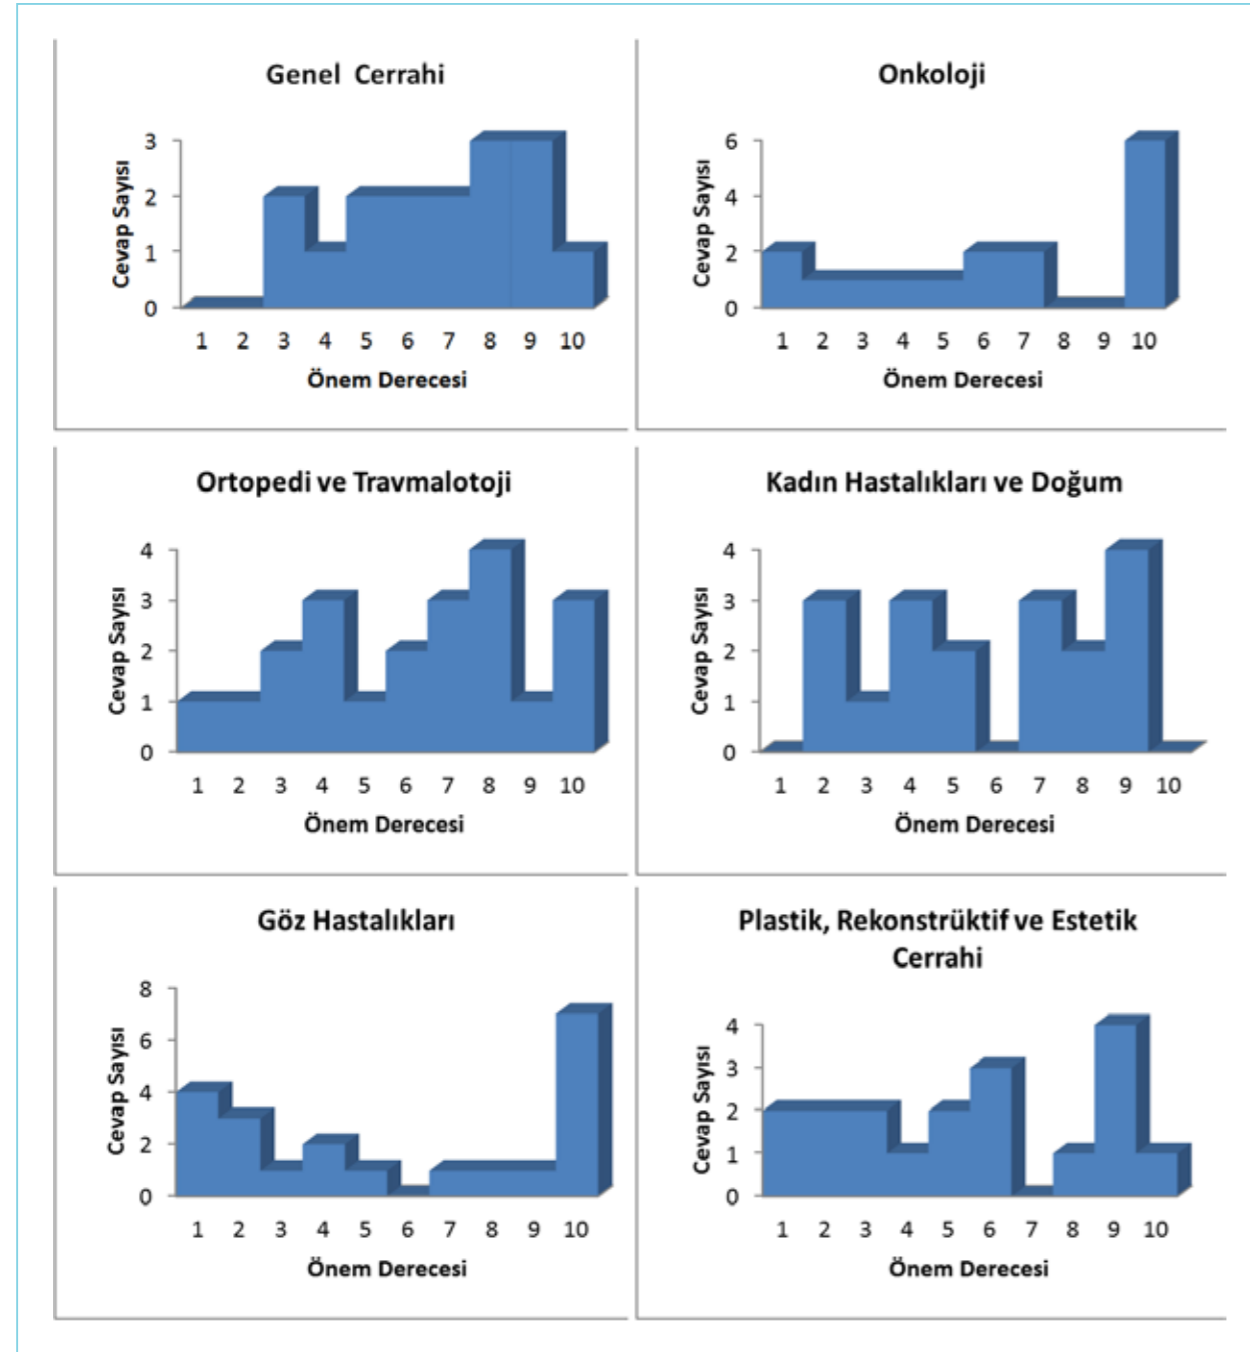 Genel Cerrahi
Cevap Sayısı
3
2
1
0
1 2 3 4 5 6 7 8 9 10
Önem Derecesi
Onkoloji
Cevap Sayısı
6
4
2
0
1 2 3 4 5 6 7 8 9 10
Önem Derecesi
Ortopedi ve Travmalotoji
Cevap Sayısı
4
3
2
1
0
1 2 3 4 5 6 7 8 9 10
Önem Derecesi
Kadın Hastalıkları ve Doğum
Cevap Sayısı
4
3
2
1
0
1 2 3 4 5 6 7 8 9 10
Önem Derecesi
Göz Hastalıkları
Cevap Sayısı
8
6
4
2
0
1 2 3 4 5 6 7 8 9 10
Önem Derecesi
Plastik, Rekonstrüktif ve Estetik
Cerrahi
Cevap Sayısı
4
3
2
1
0
1 2 3 4 5 6 7 8 9 10
Önem Derecesi